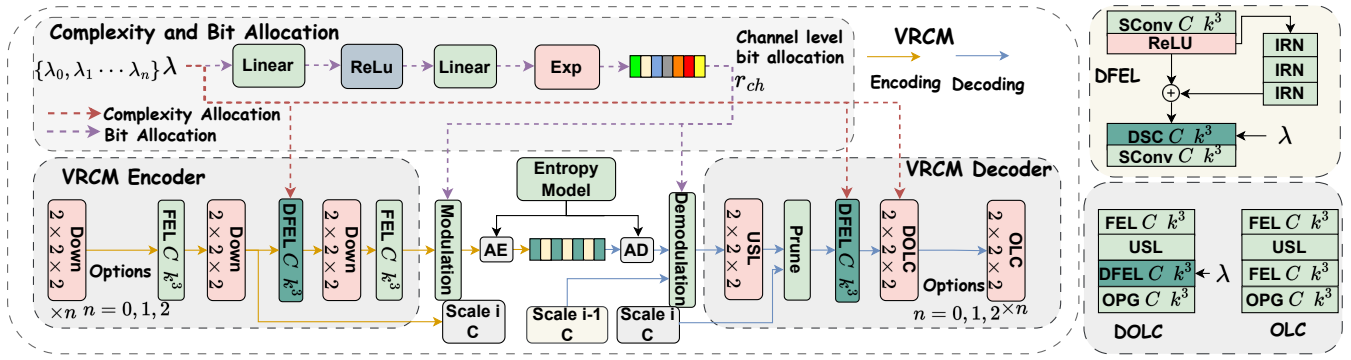 Complexity and Bit Allocation
{λ₀, λ₁ ⋯ λₙ} λ
Linear
ReLu
Linear
Exp
Channel level
bit allocation
r_ch
Complexity Allocation
Bit Allocation
VRCM
Encoding
Decoding
VRCM Encoder
Down
2 × 2 × 2
Options
×n n = 0, 1, 2
FEL C k³
Down
2 × 2 × 2
DFEL C k³
Down
2 × 2 × 2
FEL C k³
Modulation
Scale i
C
Entropy
Model
AE
AD
Scale i-1
C
Demodulation
Scale i
C
VRCM Decoder
USL
2 × 2 × 2
Prune
DFEL C k³
DOLC
2 × 2 × 2
Options
n = 0, 1, 2 ×n
OLC
2 × 2 × 2
SConv C k³
ReLU
IRN
IRN
IRN
DFEL
+
DSC C k³
λ
SConv C k³
FEL C k³
USL
DFEL C k³
λ
OPG C k³
DOLC
FEL C k³
USL
FEL C k³
OPG C k³
OLC